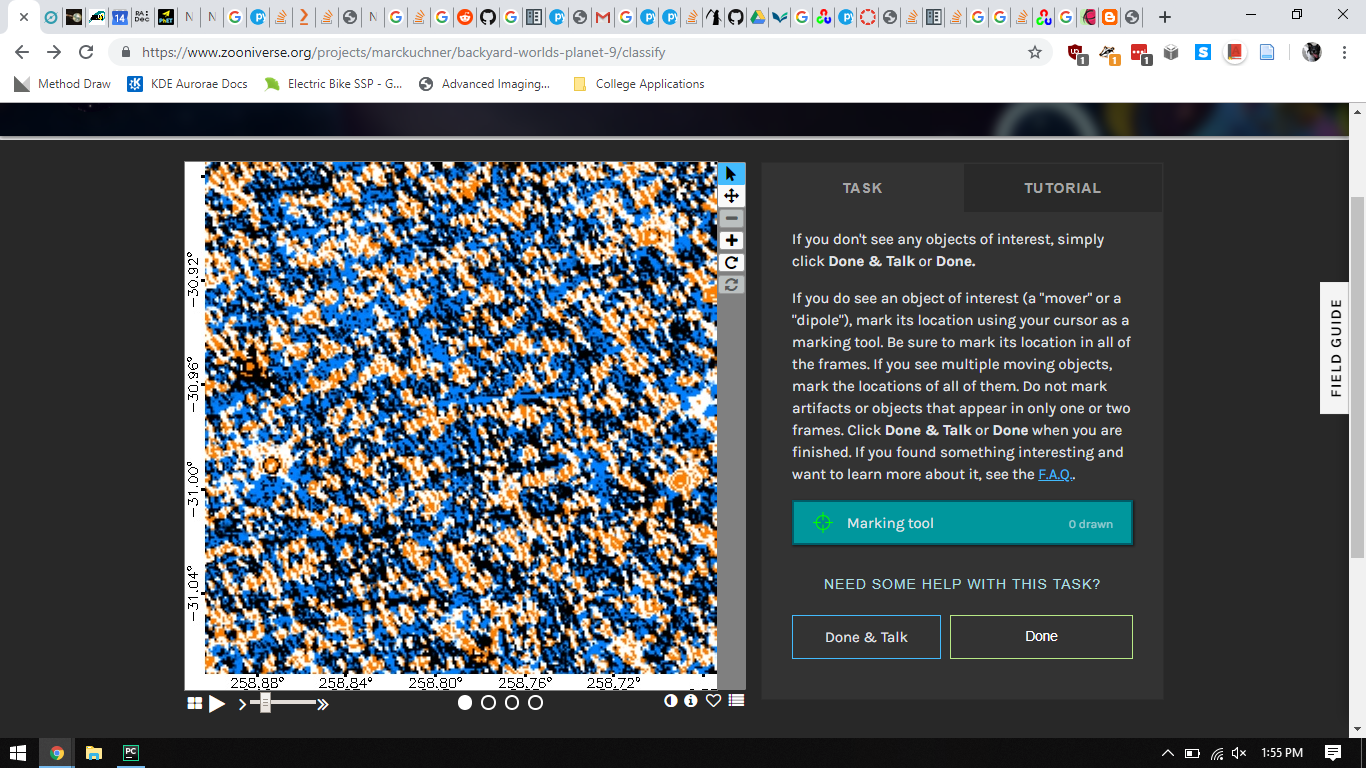 14
RA:
Dec
PNET
N
N
G
N
N
G
G
G
G
G
G
G
G
G
https://www.zooniverse.org/projects/marckuchner/backyard-worlds-planet-9/classify
1
1
1
S
Method Draw
KDE Aurorae Docs
Electric Bike SSP - G...
Advanced Imaging...
College Applications
TASK
TUTORIAL
If you don't see any objects of interest, simply
click Done & Talk or Done.
If you do see an object of interest (a "mover" or a
"dipole"), mark its location using your cursor as a
marking tool. Be sure to mark its location in all of
the frames. If you see multiple moving objects,
mark the locations of all of them. Do not mark
artifacts or objects that appear in only one or two
frames. Click Done & Talk or Done when you are
finished. If you found something interesting and
want to learn more about it, see the F.A.Q..
Marking tool
0 drawn
NEED SOME HELP WITH THIS TASK?
Done & Talk
Done
FIELD GUIDE
−30.92°
−30.96°
−31.00°
−31.04°
258.88°
258.84°
258.80°
258.76°
258.72°
PC
1:55 PM